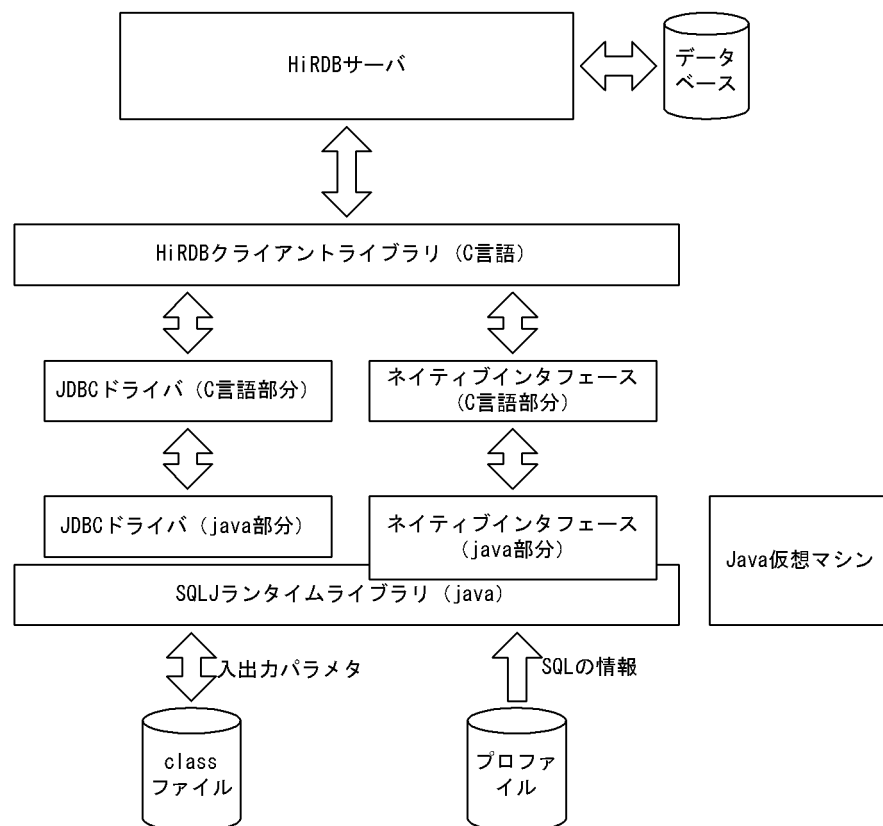 HiRDBサーバ
データ
ベース
HiRDBクライアントライブラリ（C言語）
JDBCドライバ（C言語部分）
ネイティブインタフェース
（C言語部分）
JDBCドライバ（java部分）
ネイティブインタフェース
（java部分）
Java仮想マシン
SQLJランタイムライブラリ（java）
入出力パラメタ
SQLの情報
class
ファイル
プロファ
イル